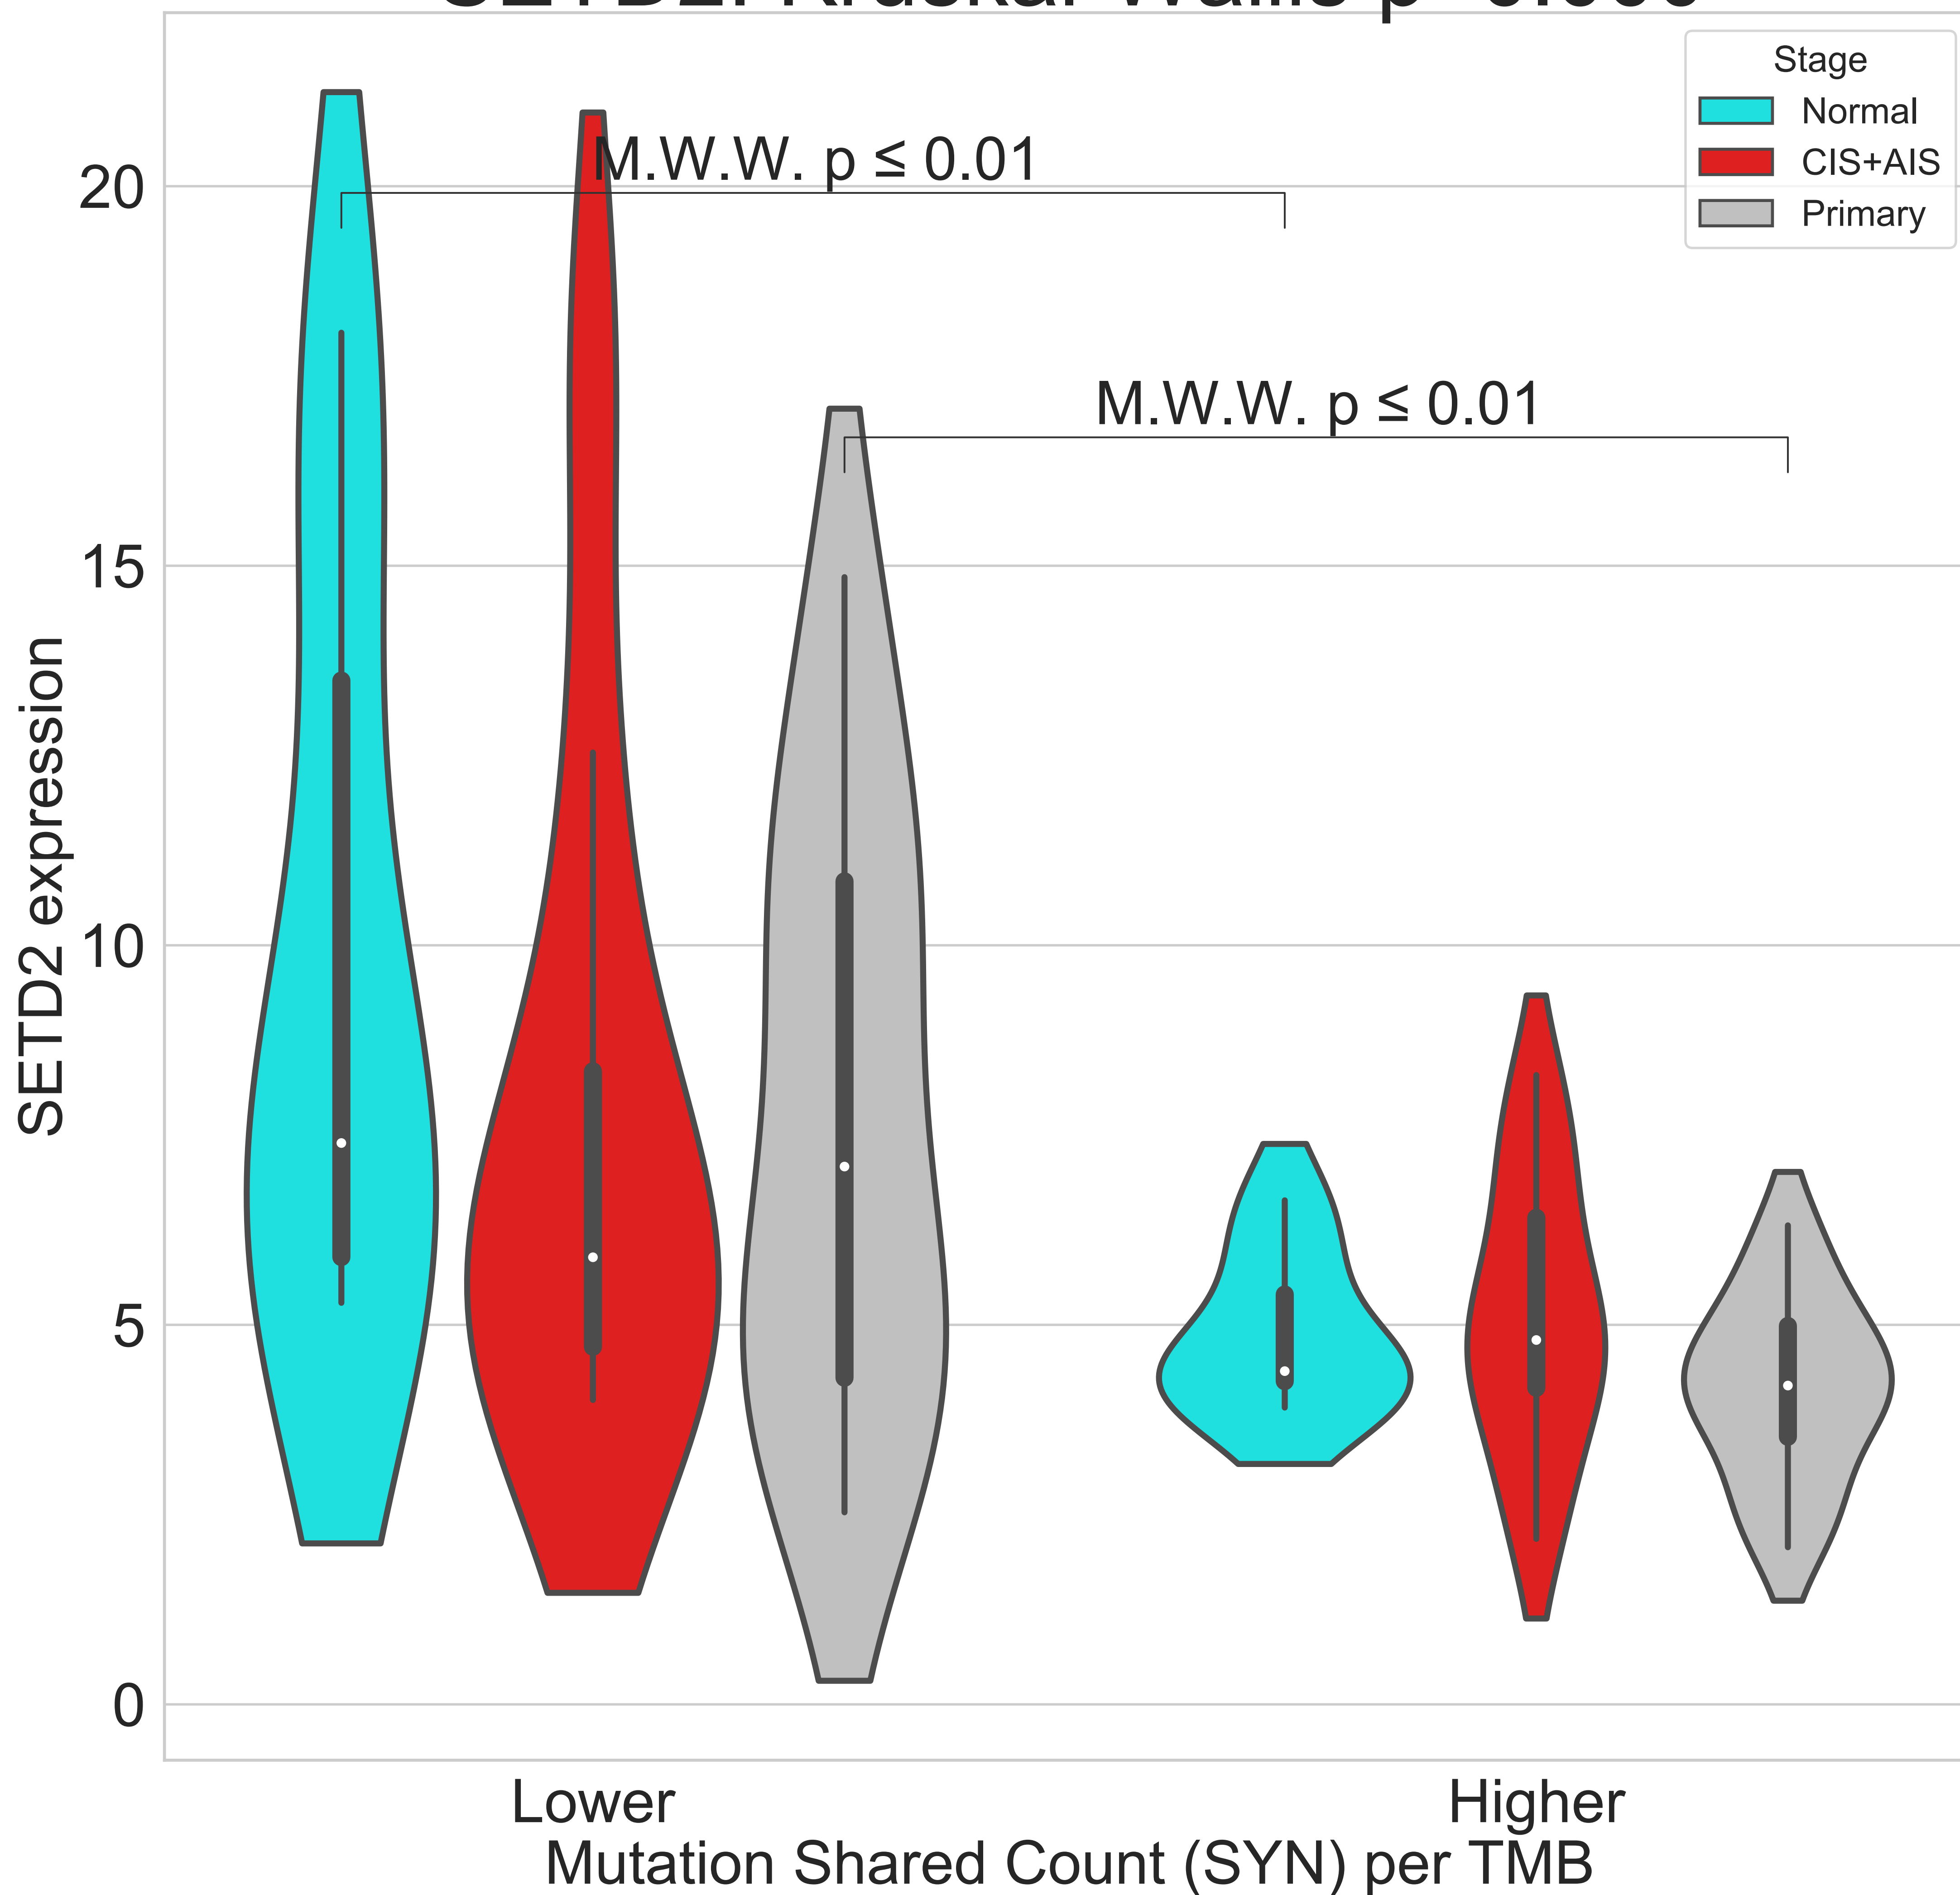 Stage
Normal
CIS+AIS
Primary
M.W.W. p ≤ 0.01
M.W.W. p ≤ 0.01
20
15
10
5
0
SETD2 expression
Lower
Higher
Mutation Shared Count (SYN) per TMB